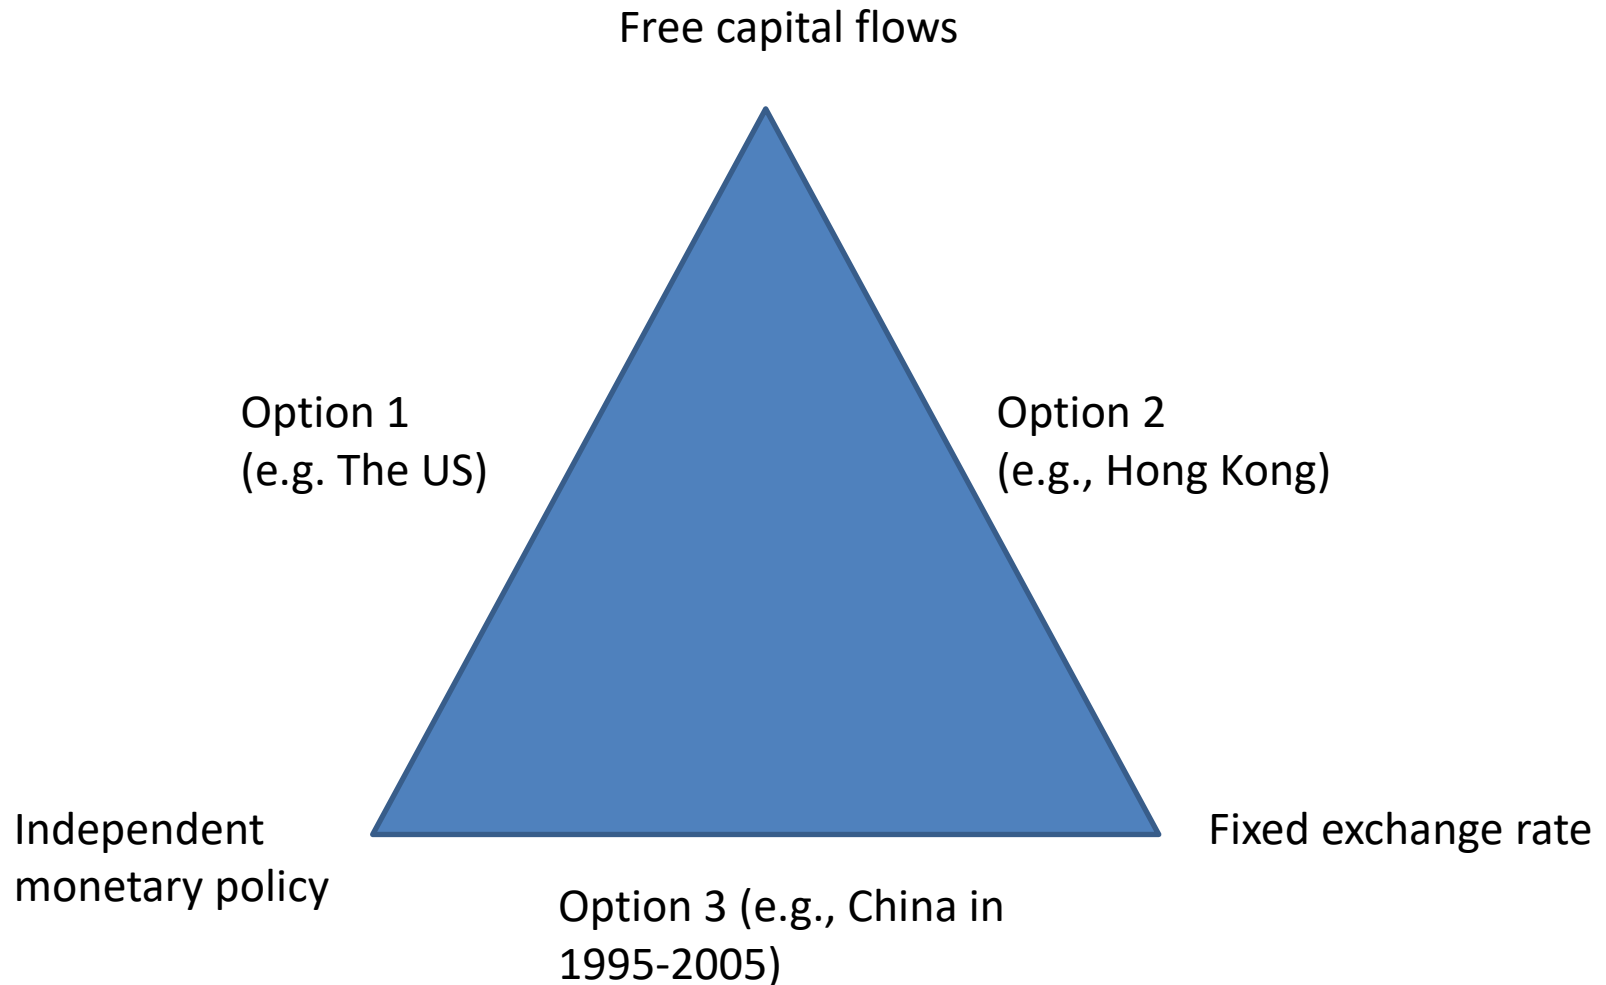 Free capital flows
Option 1
(e.g. The US)
Option 2
(e.g., Hong Kong)
Independent
monetary policy
Fixed exchange rate
Option 3 (e.g., China in
1995-2005)